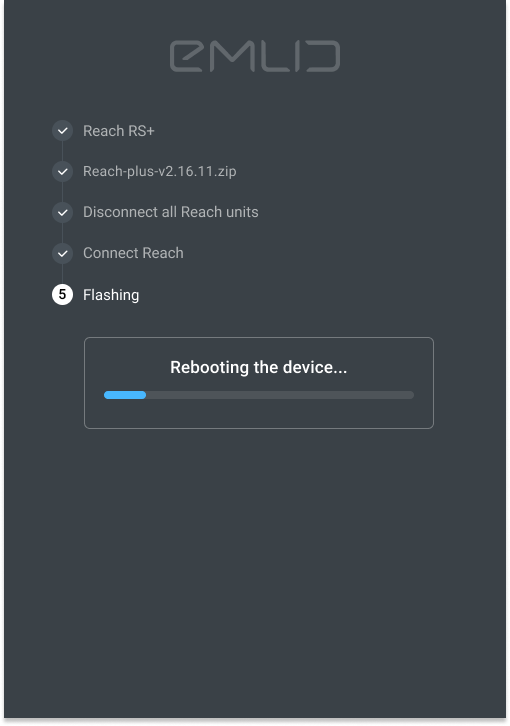 EMLID
Reach RS+
Reach-plus-v2.16.11.zip
Disconnect all Reach units
Connect Reach
5 Flashing
Rebooting the device...